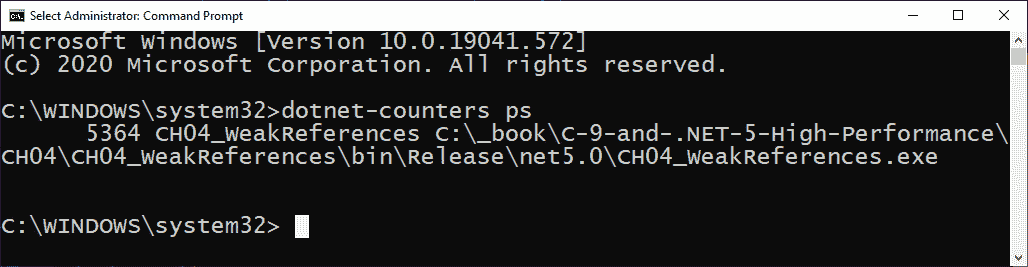 Select Administrator: Command Prompt
Microsoft Windows [Version 10.0.19041.572]
(c) 2020 Microsoft Corporation. All rights reserved.
C:\WINDOWS\system32>dotnet-counters ps
5364 CH04_WeakReferences C:\_book\C-9-and-.NET-5-High-Performance\
CH04\CH04_WeakReferences\bin\Release\net5.0\CH04_WeakReferences.exe
C:\WINDOWS\system32>